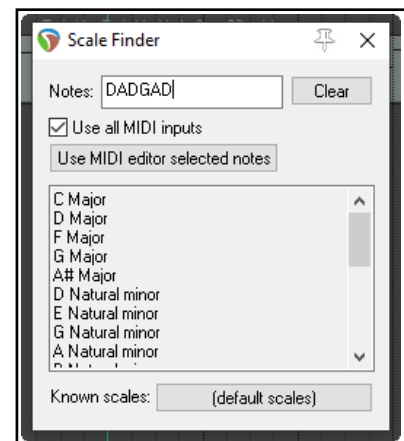 Scale Finder
Notes: DADGAD Clear
Use all MIDI inputs
Use MIDI editor selected notes
C Major
D Major
F Major
G Major
A# Major
D Natural minor
E Natural minor
G Natural minor
A Natural minor
Known scales: (default scales)